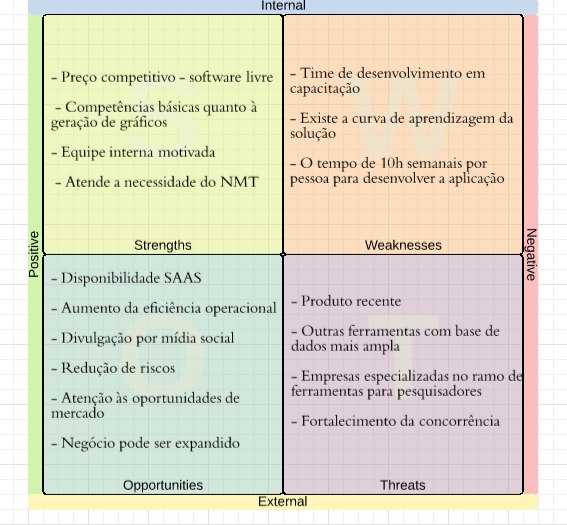 Internal
- Preço competitivo - software livre
- Competências básicas quanto à
geração de gráficos
- Equipe interna motivada
- Atende a necessidade do NMT
S
Strengths
- Time de desenvolvimento em
capacitação
- Existe a curva de aprendizagem da
solução
- O tempo de 10h semanais por
pessoa para desenvolver a aplicação
W
Weaknesses
Positive
Negative
- Disponibilidade SAAS
- Aumento da eficiência operacional
- Divulgação por mídia social
- Redução de riscos
- Atenção às oportunidades de
mercado
- Negócio pode ser expandido
O
Opportunities
- Produto recente
- Outras ferramentas com base de
dados mais ampla
- Empresas especializadas no ramo de
ferramentas para pesquisadores
- Fortalecimento da concorrência
T
Threats
External